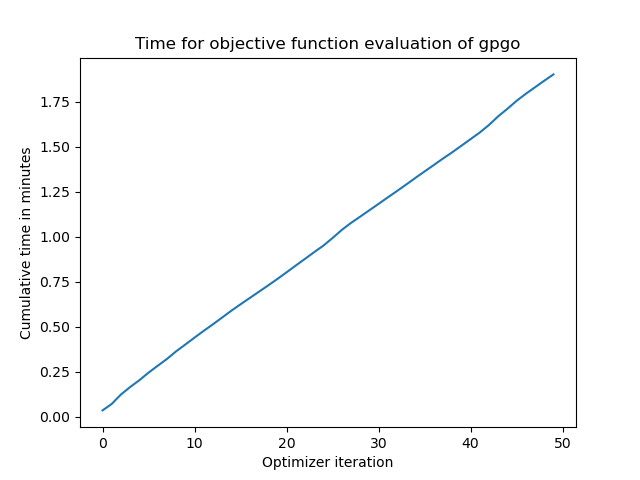 Time for objective function evaluation of gpgo
Cumulative time in minutes
1.75
1.50
1.25
1.00
0.75
0.50
0.25
0.00
0 10 20 30 40 50
Optimizer iteration